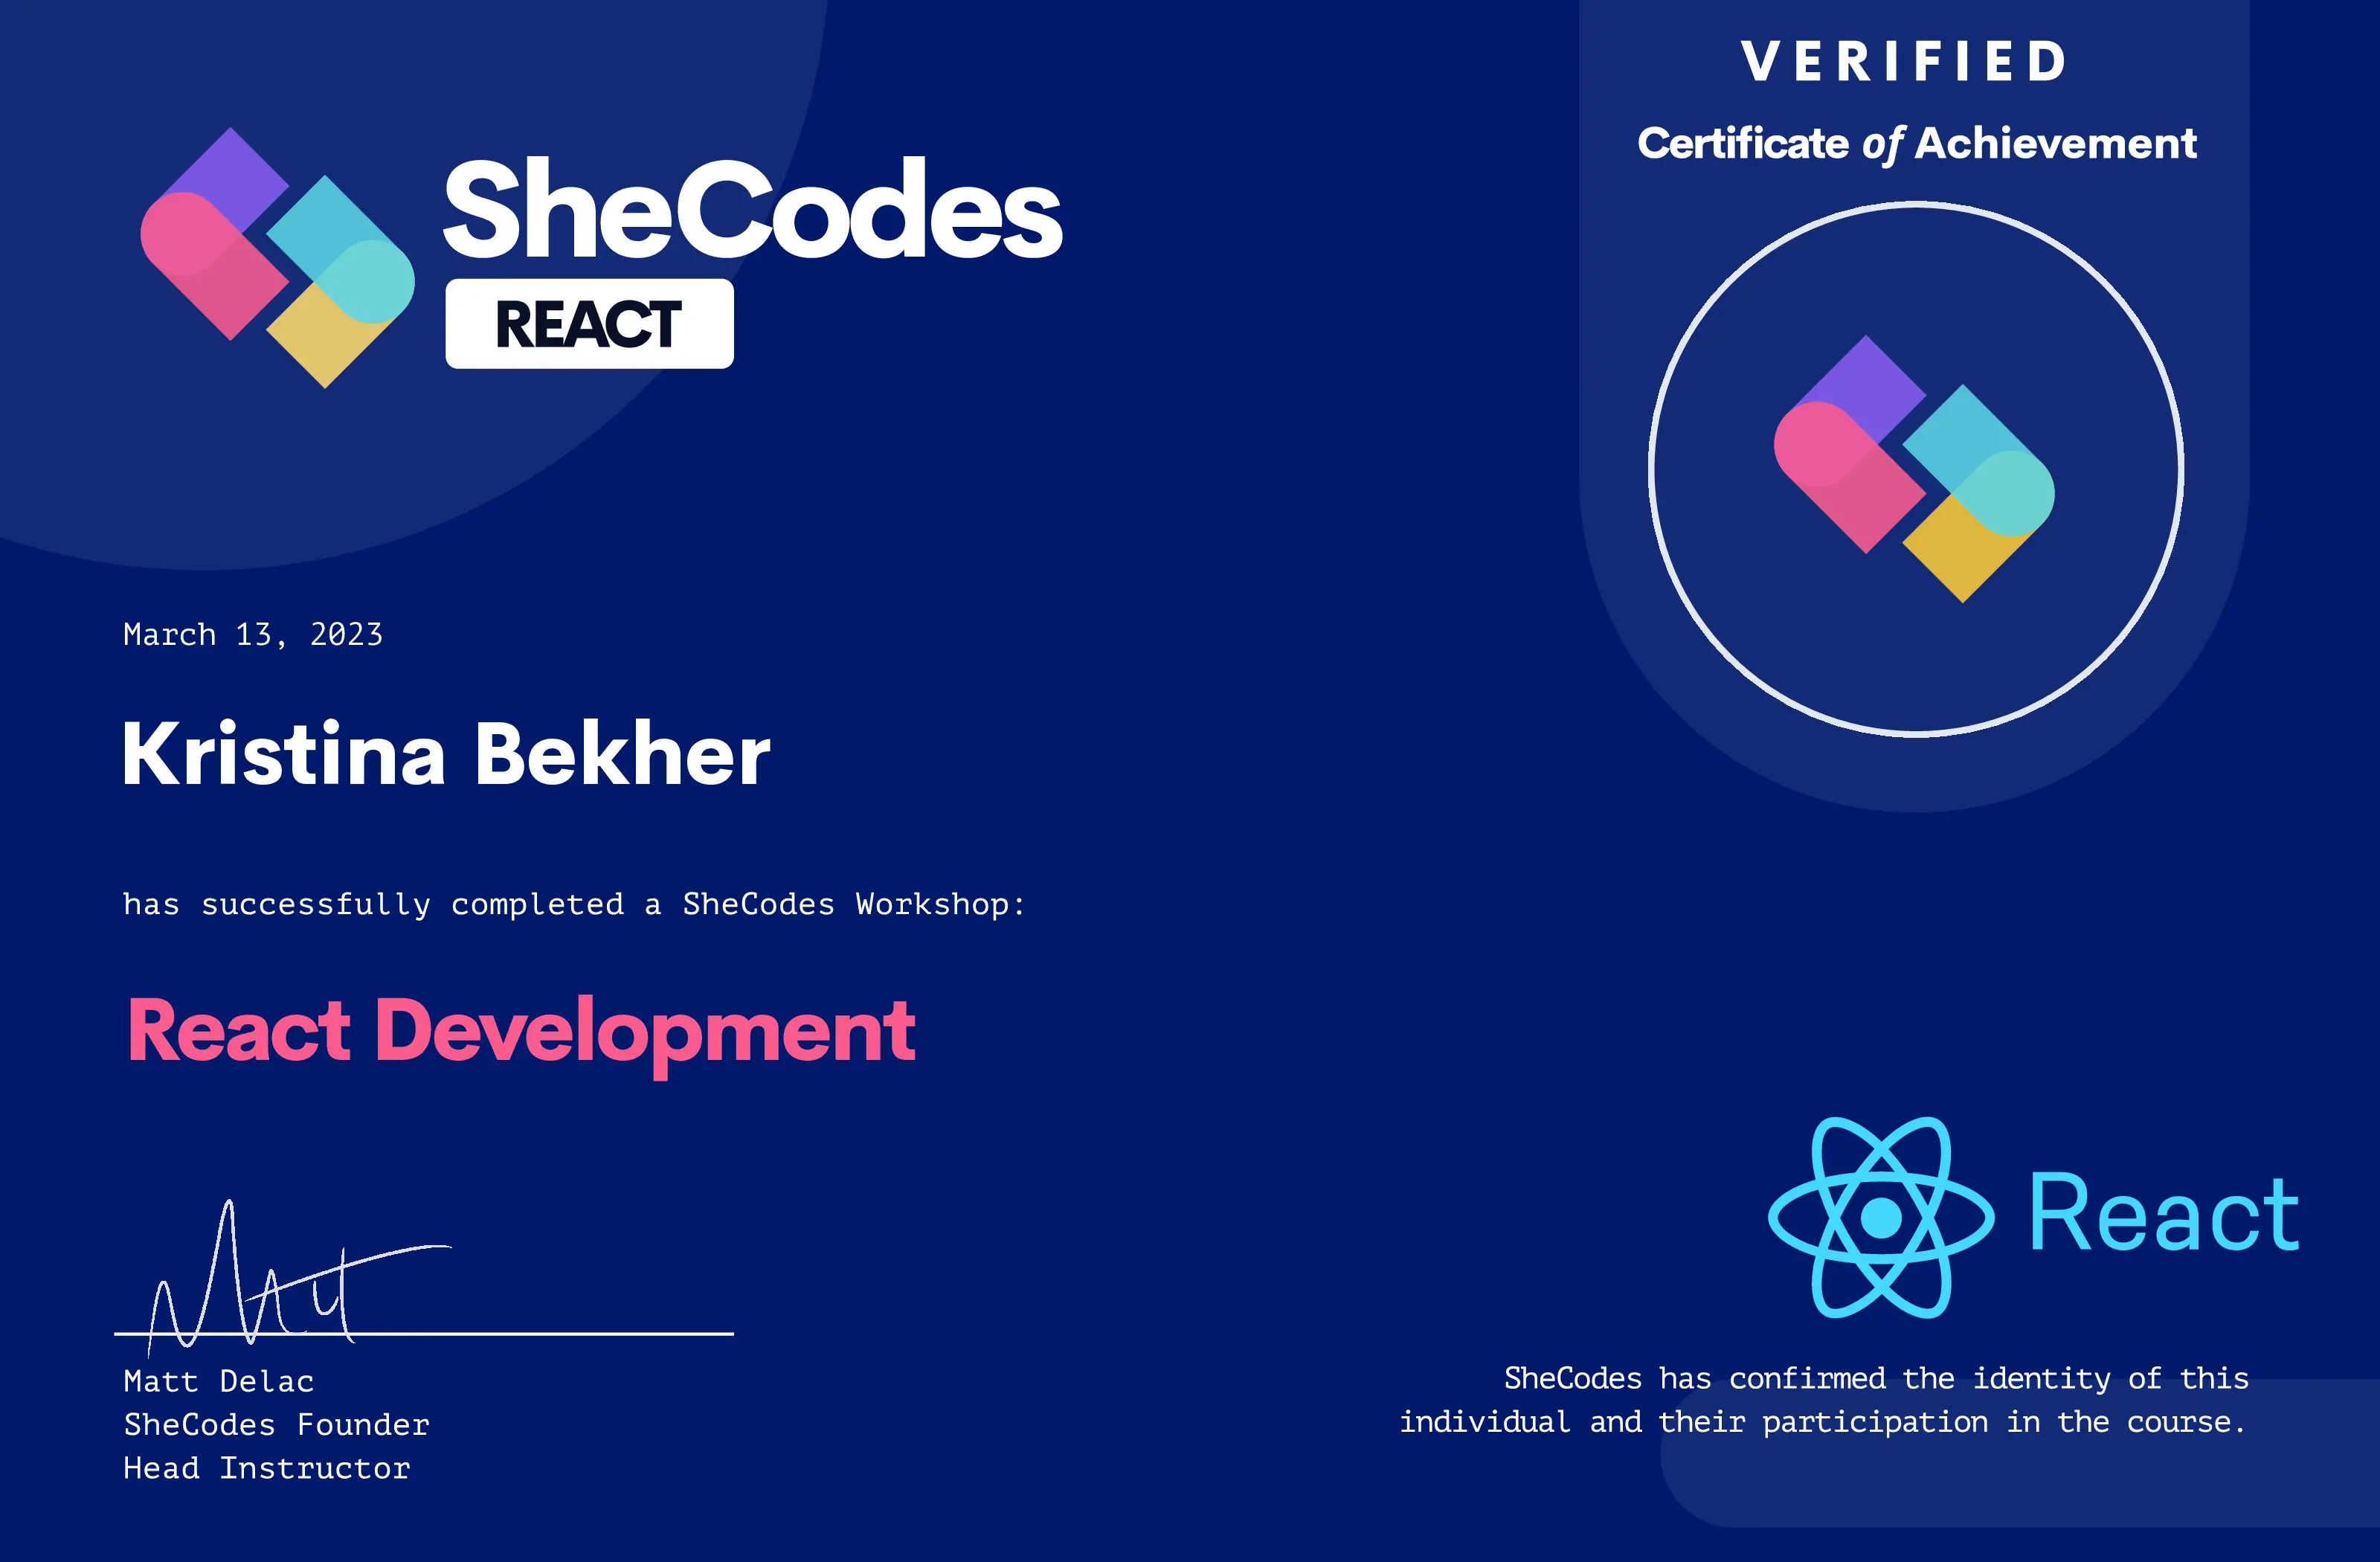 VERIFIED
Certificate of Achievement
SheCodes
REACT
March 13, 2023
Kristina Bekher
has successfully completed a SheCodes Workshop:
React Development
Matt
Matt Delac
SheCodes Founder
Head Instructor
React
SheCodes has confirmed the identity of this
individual and their participation in the course.